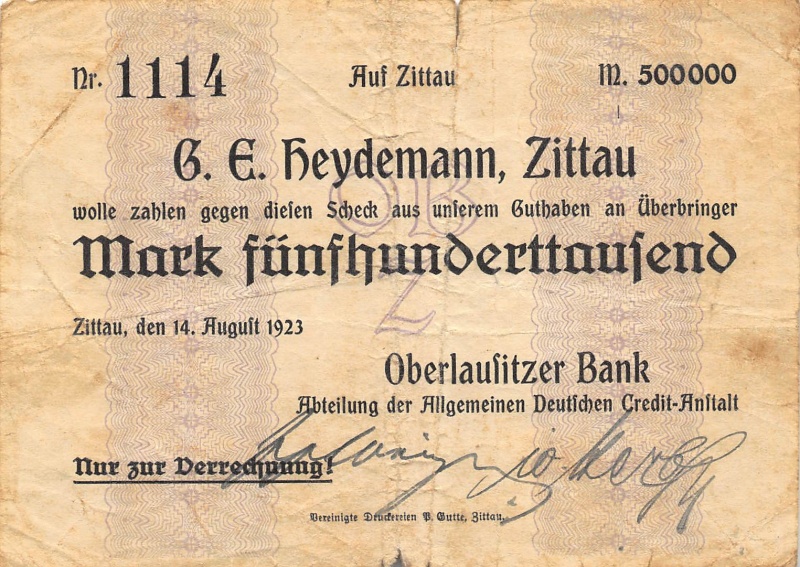 Nr. 1114 Auf Zittau M. 500000
G. E. Heydemann, Zittau
wolle zahlen gegen dieſen Scheck aus unſerem Guthaben an Überbringer
Mark fünfhunderttauſend
Zittau, den 14. Auguſt 1923
OB
Z
Oberlauſitzer Bank
Abteilung der Allgemeinen Deutſchen Credit-Anſtalt
Nur zur Verrechnung!
Vereinigte Druckereien P. Gutte, Zittau.